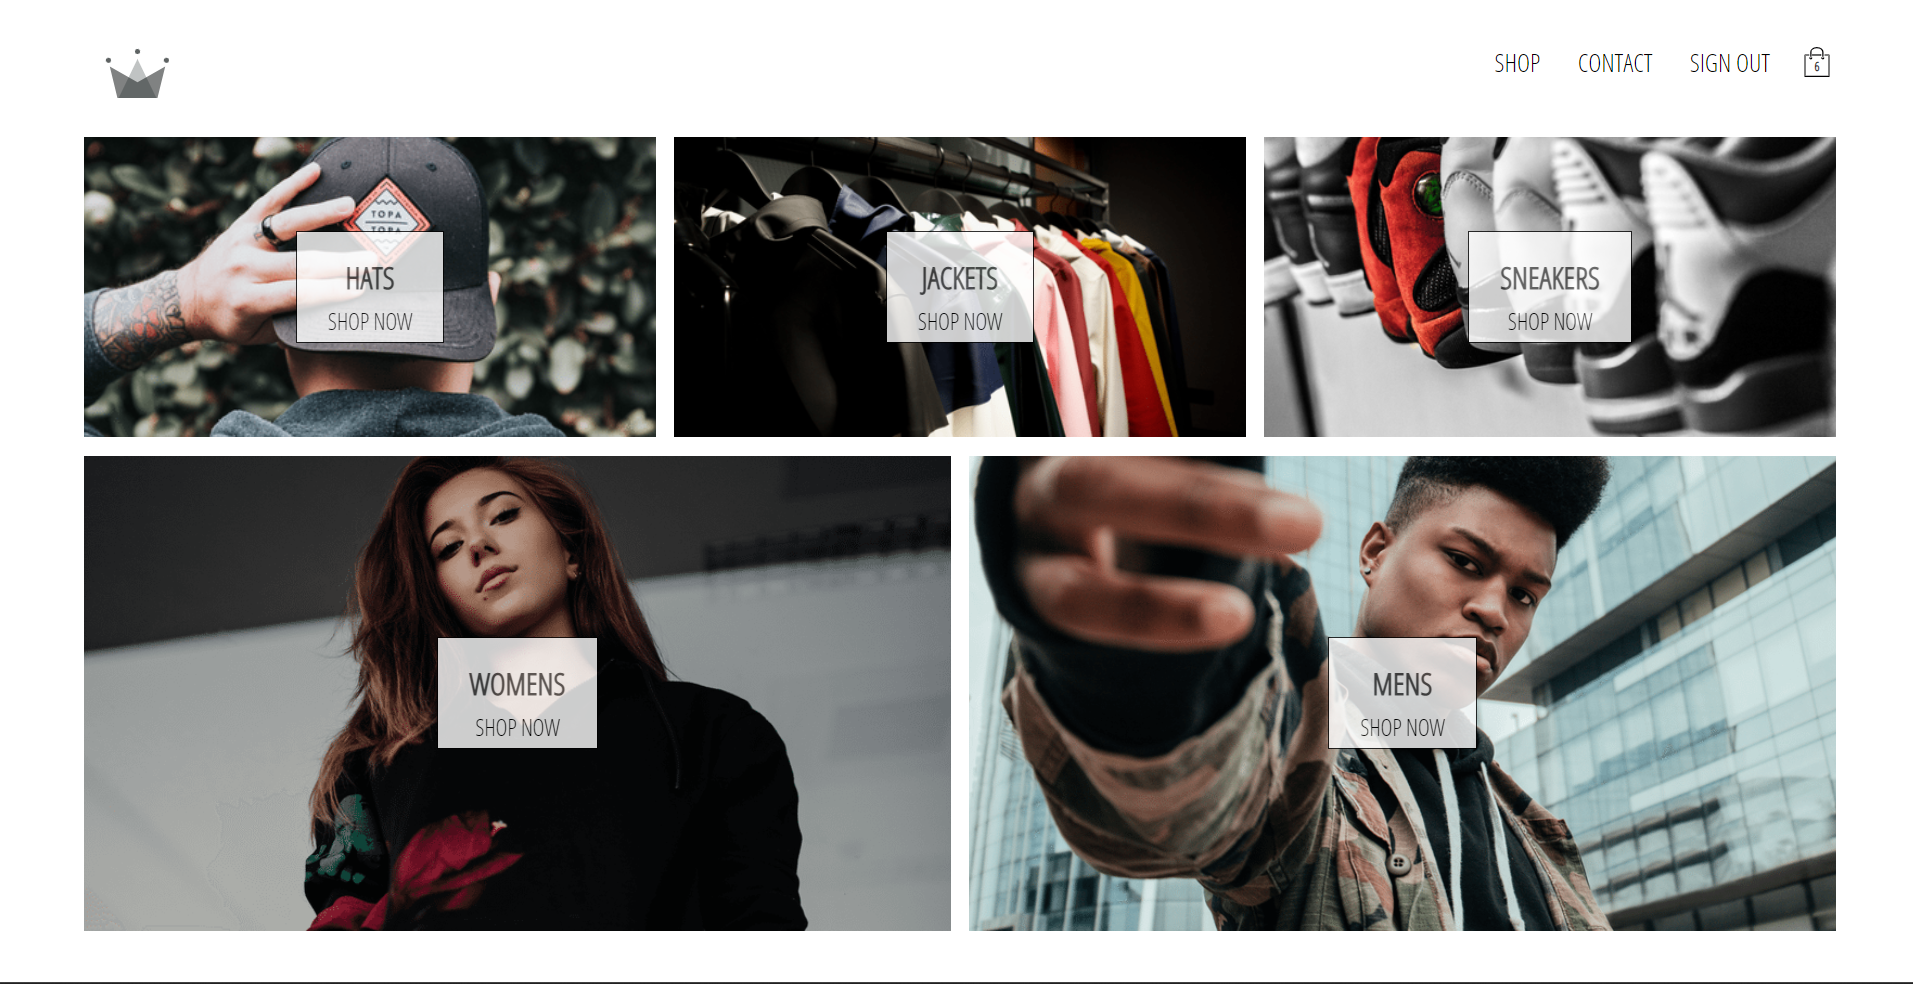 SHOP
CONTACT
SIGN OUT
6
TOPA
TOPA
HATS
SHOP NOW
JACKETS
SHOP NOW
SNEAKERS
SHOP NOW
WOMENS
SHOP NOW
MENS
SHOP NOW